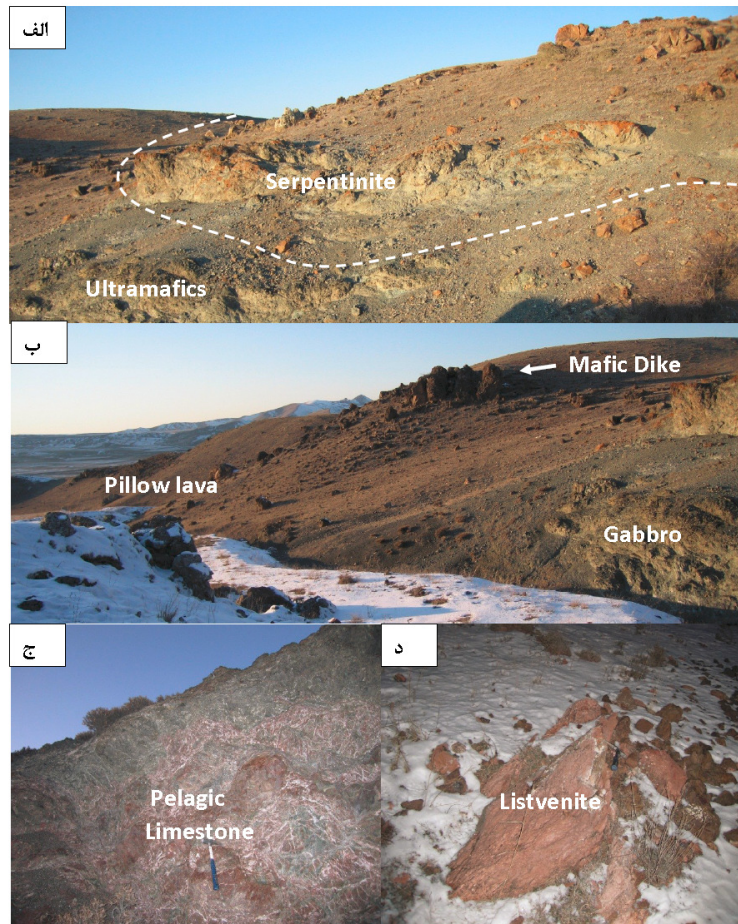 الف
Serpentinite
Ultramafics
ب
Mafic Dike
Pillow lava
Gabbro
ج
Pelagic
Limestone
د
Listvenite